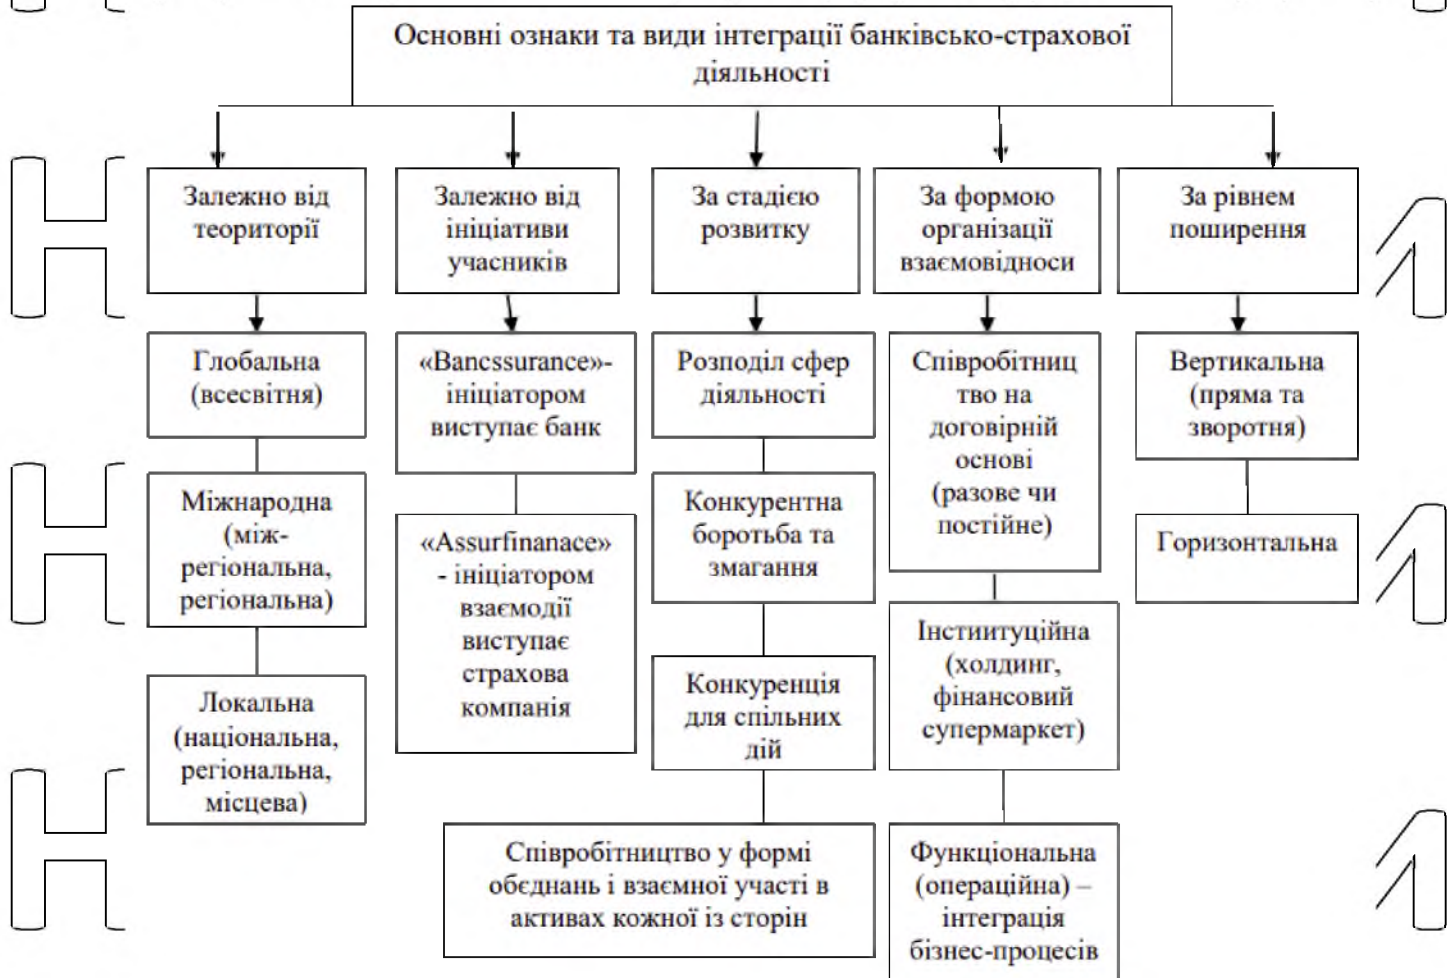 Основні ознаки та види інтеграції банківсько-страхової
діяльності
Залежно від
теориторії
Залежно від
ініціативи
учасників
За стадією
розвитку
За формою
організації
взаємовідноси
За рівнем
поширення
Глобальна
(всесвітня)
Міжнародна
(між-
регіональна,
регіональна)
Локальна
(національна,
регіональна,
місцева)
«Bancssurance»-
ініціатором
виступає банк
«Assurfinanace»
- ініціатором
взаємодії
виступає
страхова
компанія
Розподіл сфер
діяльності
Конкурентна
боротьба та
змагання
Конкуренція
для спільних
дій
Співробітництво у формі
обєднань і взаємної участі в
активах кожної із сторін
Співробітниц
тво на
договірній
основі
(разове чи
постійне)
Інстиитуційна
(холдинг,
фінансовий
супермаркет)
Функціональна
(операційна) –
інтеграція
бізнес-процесів
Вертикальна
(пряма та
зворотня)
Горизонтальна